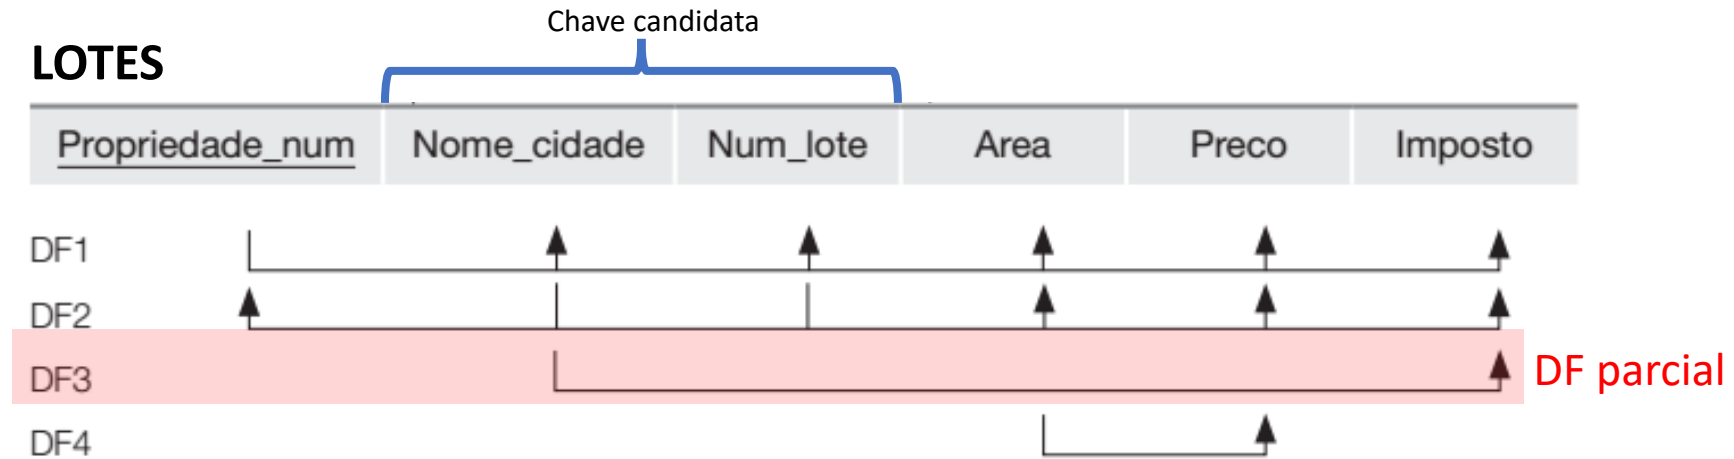 Chave candidata
LOTES
Propriedade_num Nome_cidade Num_lote Area Preco Imposto
DF1
DF2
DF3 DF parcial
DF4